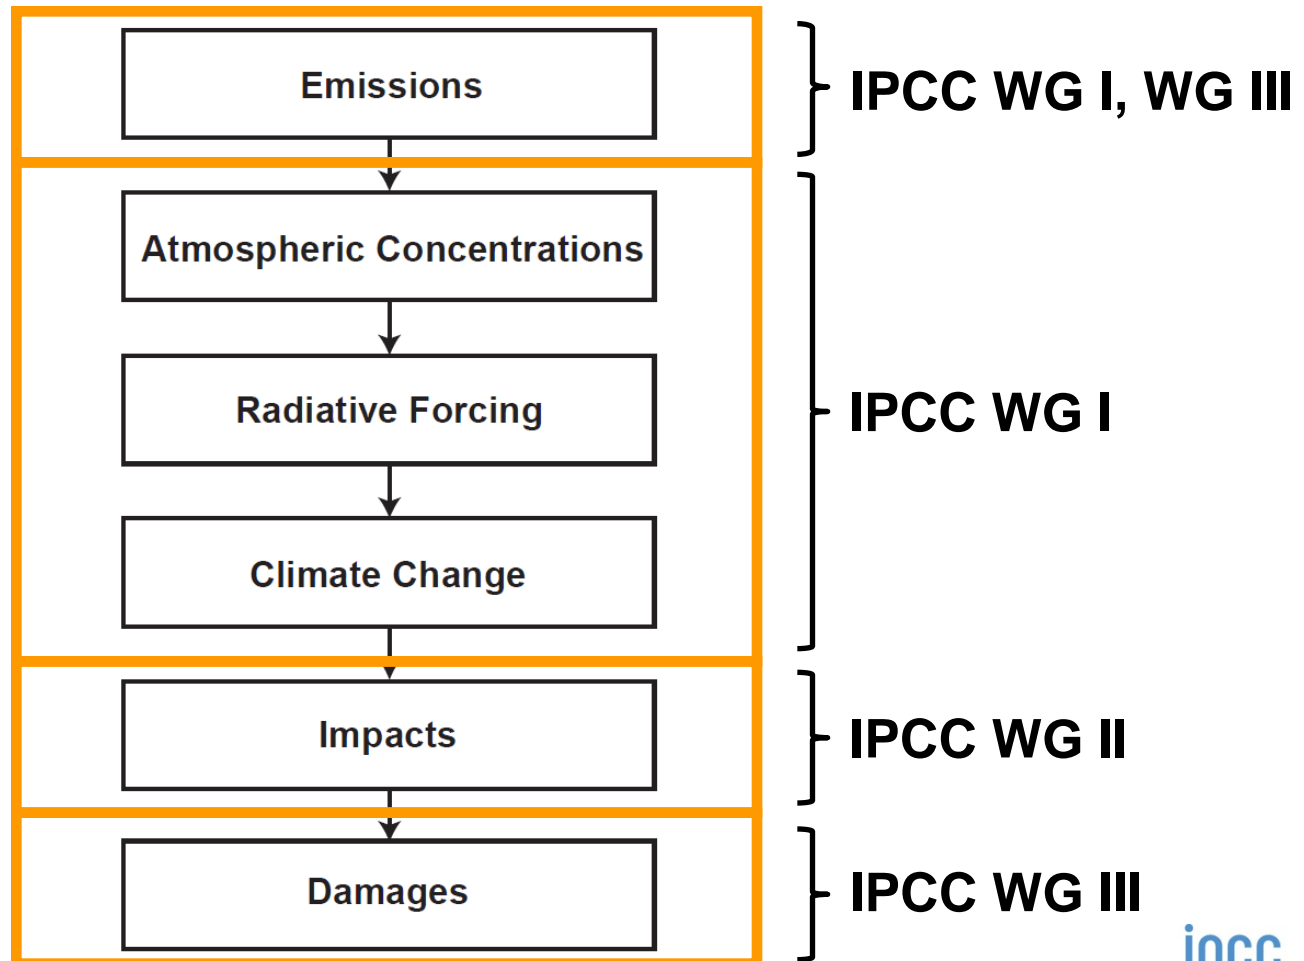 Emissions
IPCC WG I, WG III
Atmospheric Concentrations
Radiative Forcing
IPCC WG I
Climate Change
Impacts
IPCC WG II
Damages
IPCC WG III
ipcc